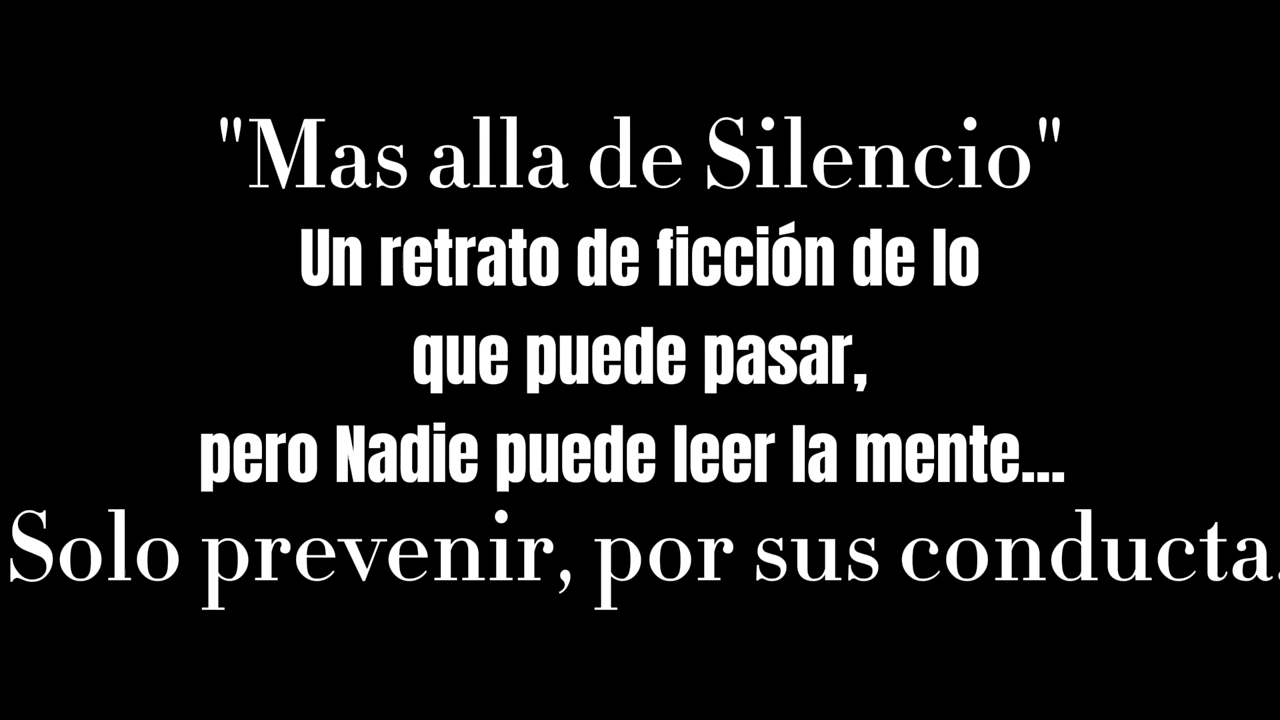 "Mas alla de Silencio"
Un retrato de ficción de lo
que puede pasar,
pero Nadie puede leer la mente...
Solo prevenir, por sus conducta.